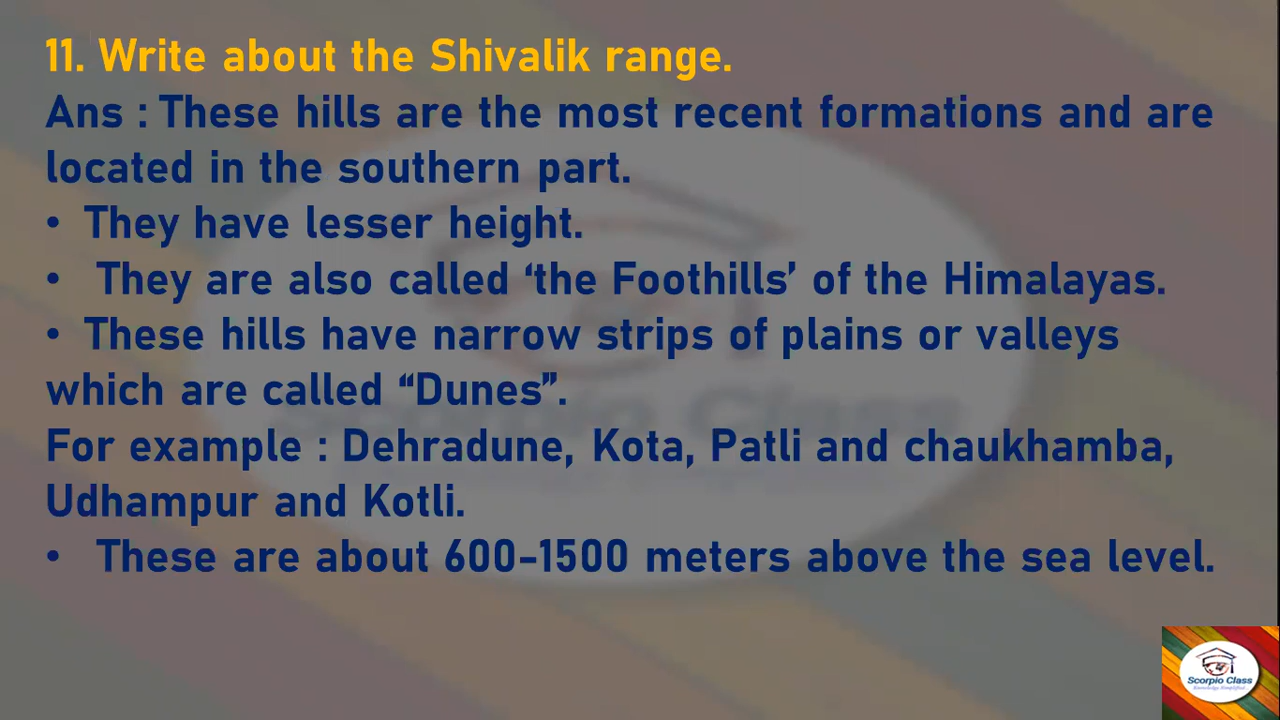 11. Write about the Shivalik range.
Ans : These hills are the most recent formations and are
located in the southern part.
• They have lesser height.
• They are also called ‘the Foothills’ of the Himalayas.
• These hills have narrow strips of plains or valleys
which are called “Dunes”.
For example : Dehradune, Kota, Patli and chaukhamba,
Udhampur and Kotli.
• These are about 600-1500 meters above the sea level.
Scorpio Class
Knowledge Simplified